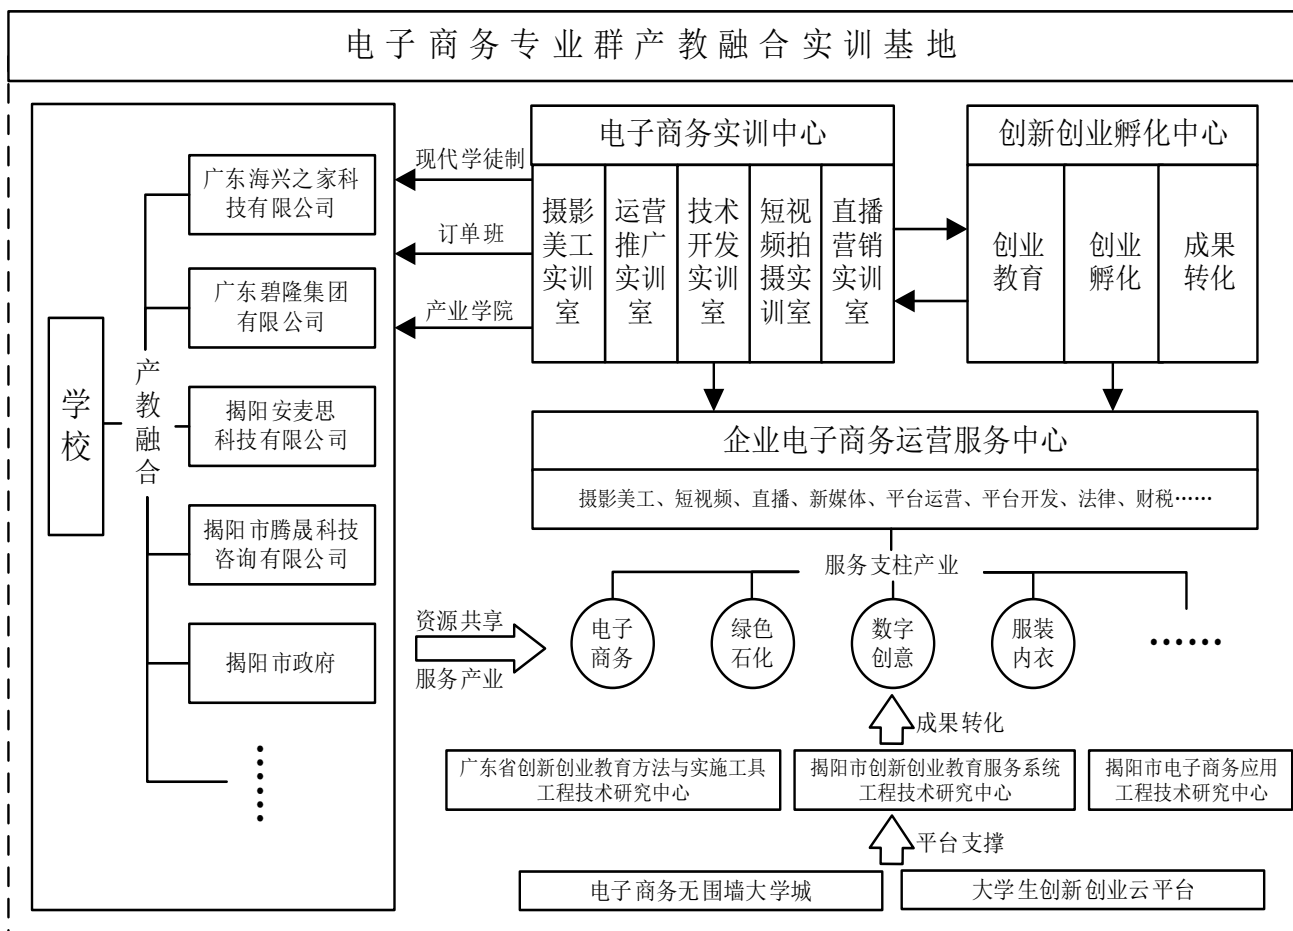 电子商务专业群产教融合实训基地
学校
产教融合
广东海兴之家科
技有限公司
广东碧隆集团
有限公司
揭阳安麦思
科技有限公司
揭阳市腾晟科技
咨询有限公司
揭阳市政府
······
现代学徒制
订单班
产业学院
电子商务实训中心
摄影
美工
实训
室
运营
推广
实训
室
技术
开发
实训
室
短视
频拍
摄实
训室
直播
营销
实训
室
创新创业孵化中心
创业
教育
创业
孵化
成果
转化
企业电子商务运营服务中心
摄影美工、短视频、直播、新媒体、平台运营、平台开发、法律、财税……
服务支柱产业
资源共享
服务产业
电子
商务
绿色
石化
数字
创意
服装
内衣
······
成果转化
广东省创新创业教育方法与实施工具
工程技术研究中心
揭阳市创新创业教育服务系统
工程技术研究中心
揭阳市电子商务应用
工程技术研究中心
平台支撑
电子商务无围墙大学城
大学生创新创业云平台